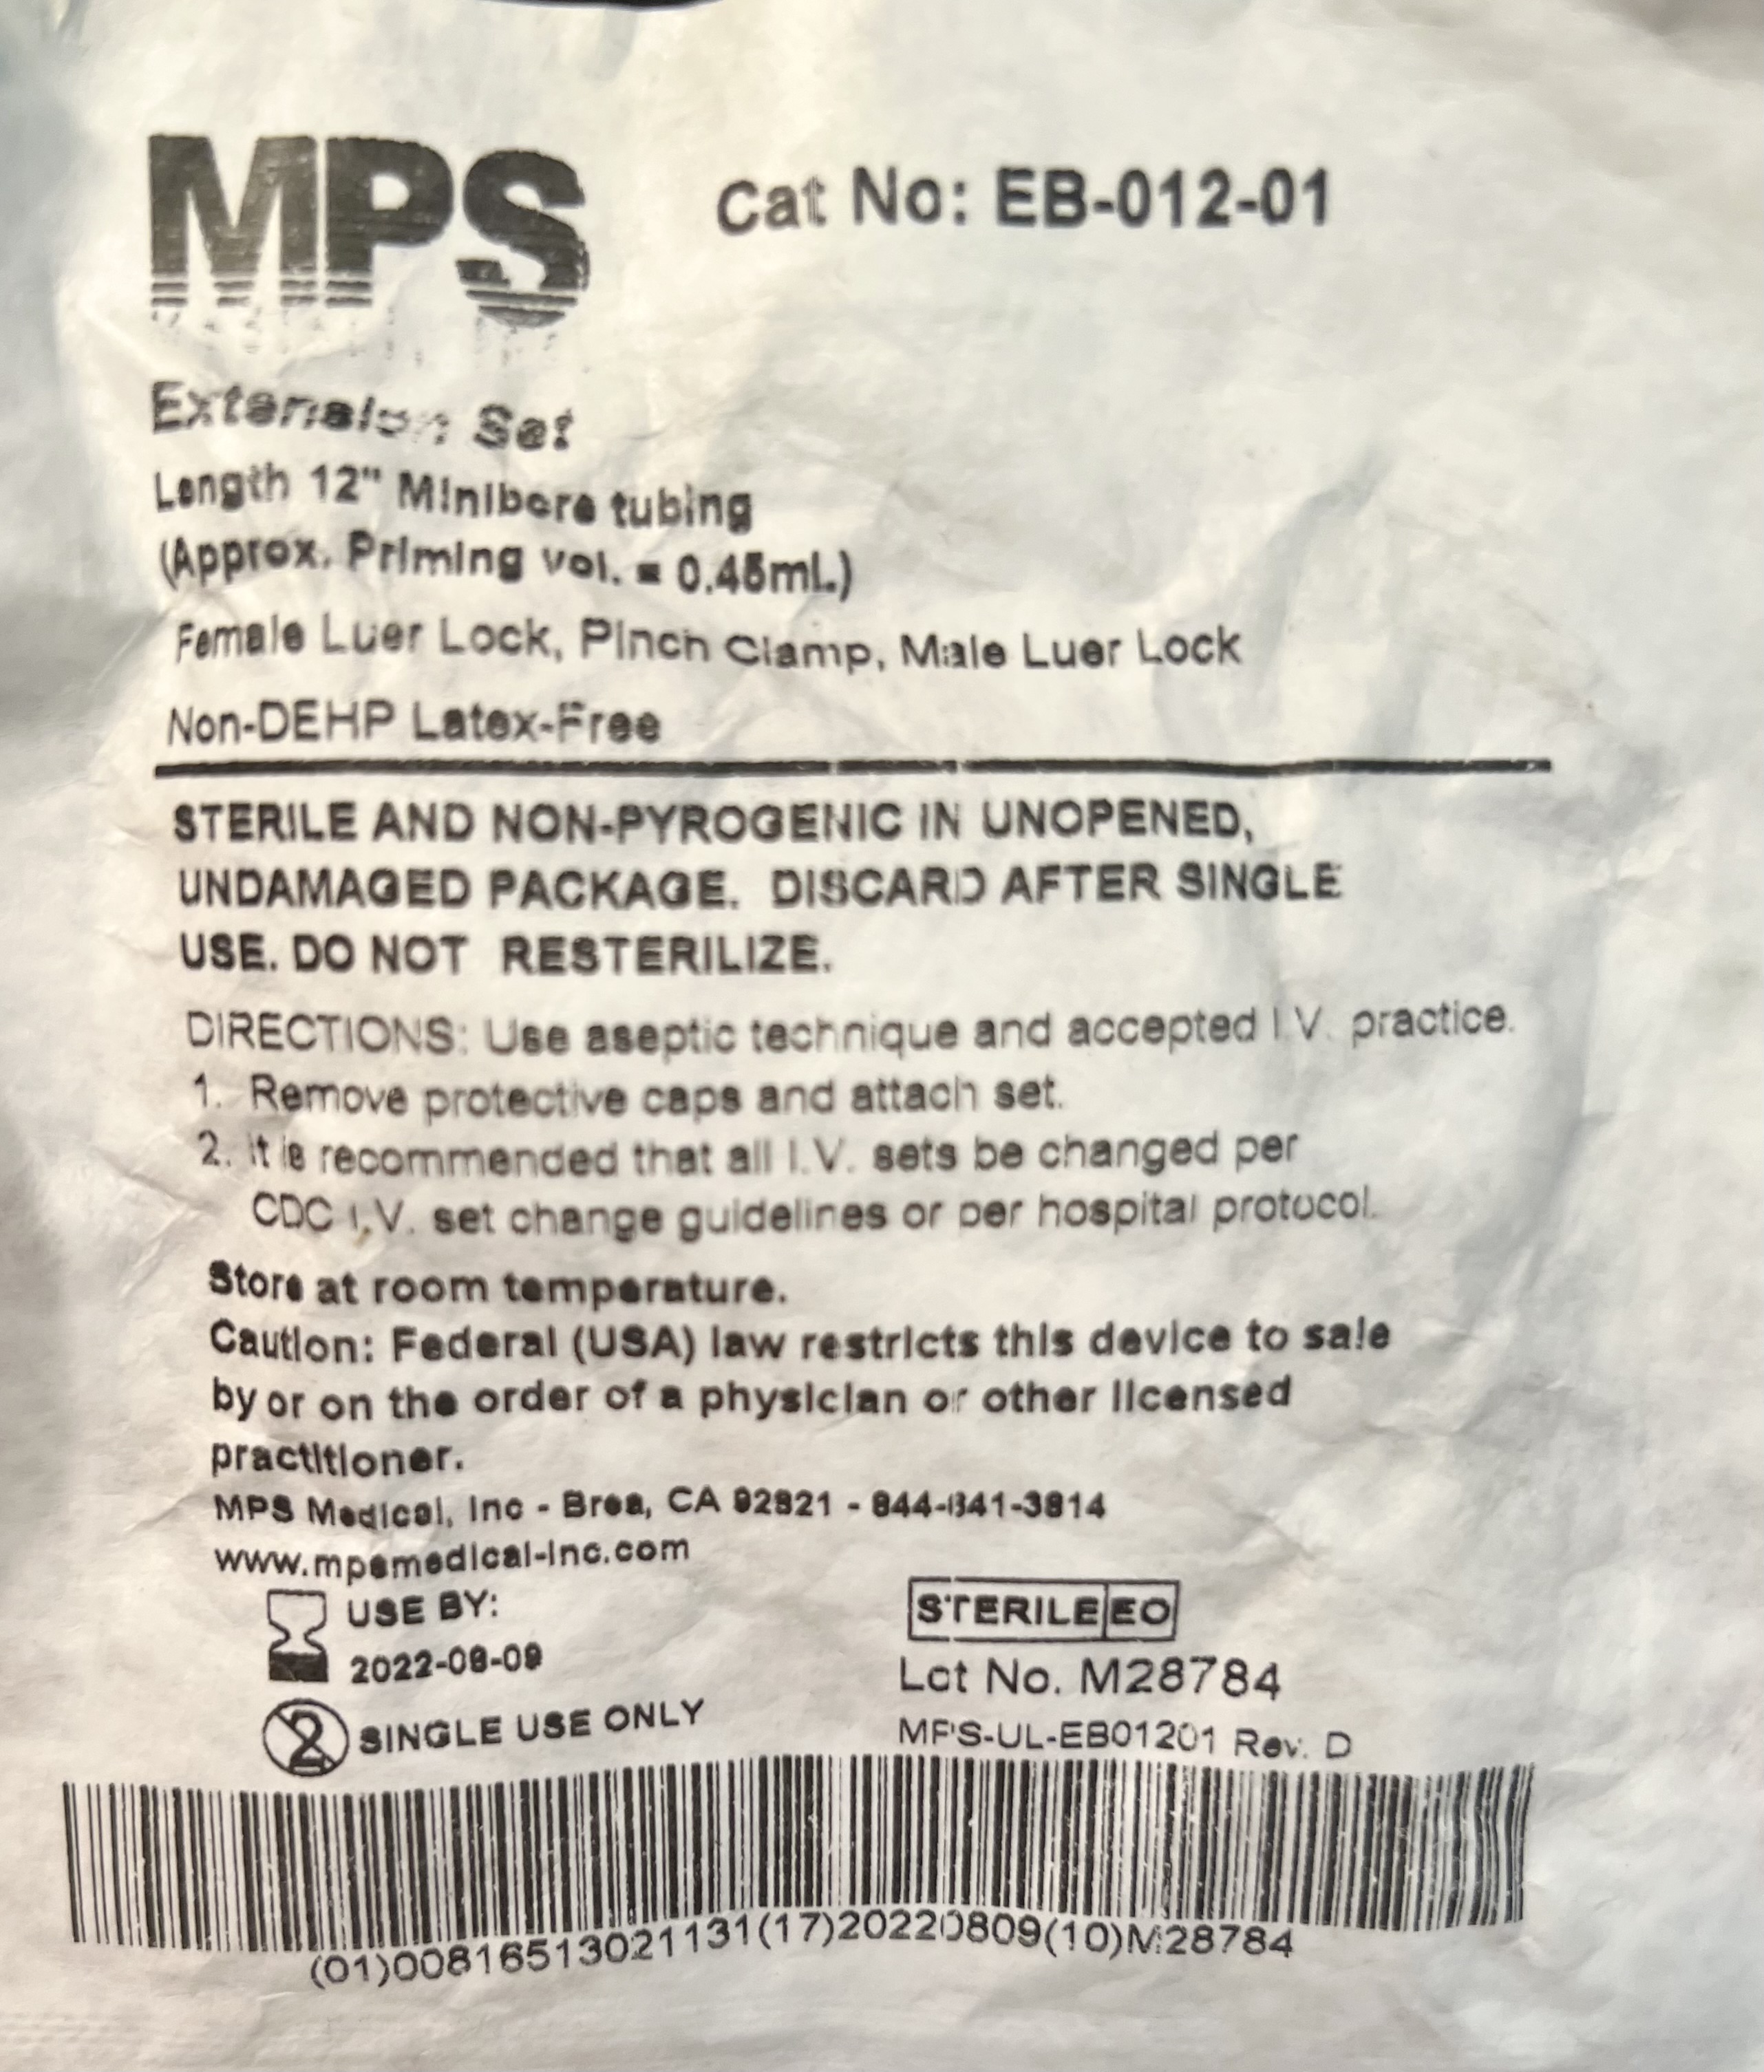 MPS
Cat No: EB-012-01
Extension Set
Length 12" Minibore tubing
(Approx. Priming vol. = 0.45mL)
Female Luer Lock, Pinch Clamp, Male Luer Lock
Non-DEHP Latex-Free
STERILE AND NON-PYROGENIC IN UNOPENED,
UNDAMAGED PACKAGE. DISCARD AFTER SINGLE
USE. DO NOT RESTERILIZE.
DIRECTIONS: Use aseptic technique and accepted I.V. practice.
1. Remove protective caps and attach set.
2. It is recommended that all I.V. sets be changed per
CDC I.V. set change guidelines or per hospital protocol.
Store at room temperature.
Caution: Federal (USA) law restricts this device to sale
by or on the order of a physician or other licensed
practitioner.
MPS Medical, Inc - Brea, CA 92821 -
www.mpsmedical-inc.com
USE BY:
2022-08-09
2 SINGLE USE ONLY
STERILE EO
Lot No. M28784
MPS-UL-EB01201 Rev. D
(01)00816513021131(17)20220809(10)M28784